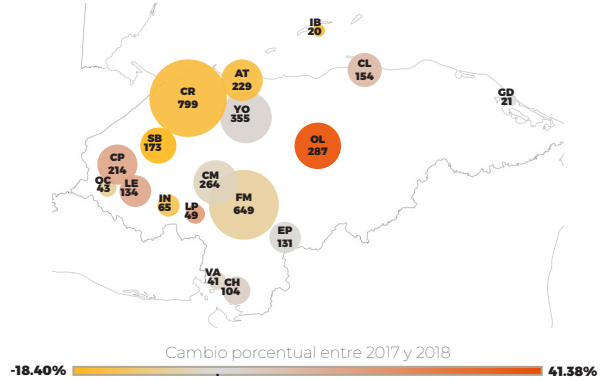 IB
20
CL
154
AT
229
CR
799
GD
21
YO
355
SB
173
OL
287
CP
214
OC
43
LE
134
CM
264
IN
65
LP
49
FM
649
EP
131
VA
41
CH
104
Cambio porcentual entre 2017 y 2018
-18.40%
41.38%